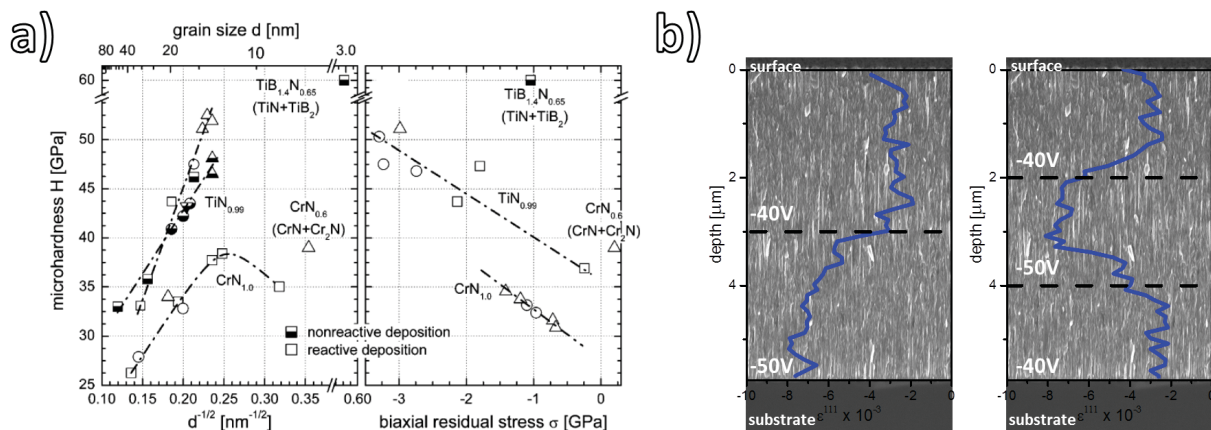 a)
grain size d [nm]
80 40 20 10 3.0
microhardness H [GPa]
60
50
45
40
35
30
25
TiB1.4N0.65
(TiN+TiB2)
TiN0.99
CrN0.6
(CrN+Cr2N)
CrN1.0
nonreactive deposition
reactive deposition
0.10 0.15 0.20 0.25 0.30 0.35 0.60
d-1/2 [nm-1/2]
TiB1.4N0.65
(TiN+TiB2)
TiN0.99
CrN0.6
(CrN+Cr2N)
CrN1.0
-3 -2 -1 0
biaxial residual stress σ [GPa]
b)
0
surface
-40V
2
depth [µm]
4
-50V
-10 -8 -6 -4 -2 0
substrate
ε111 x 10-3
0
surface
-40V
2
depth [µm]
-50V
4
-40V
-10 -8 -6 -4 -2 0
substrate
ε111 x 10-3